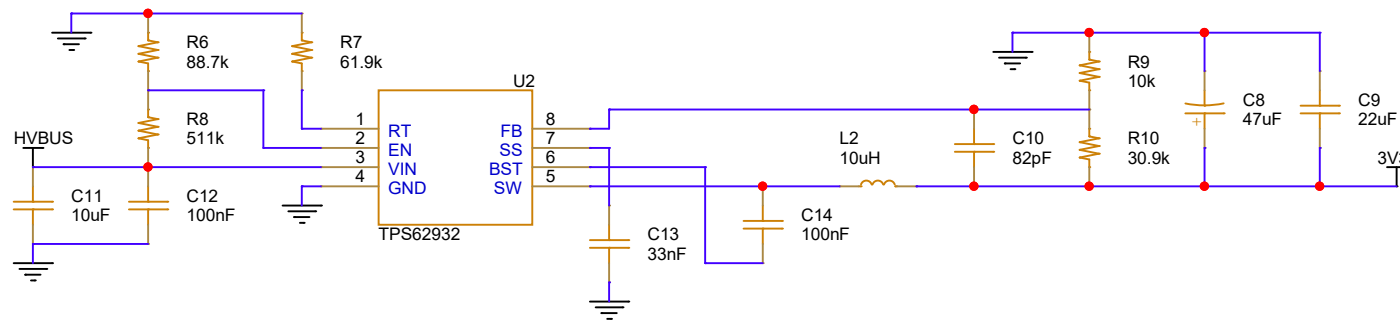 R6
88.7k
R7
61.9k
R8
511k
HVBUS
C11
10uF
C12
100nF
U2
1
2
3
4
RT
EN
VIN
GND
FB
SS
BST
SW
8
7
6
5
TPS62932
C13
33nF
C14
100nF
L2
10uH
C10
82pF
R9
10k
R10
30.9k
C8
47uF
+
C9
22uF